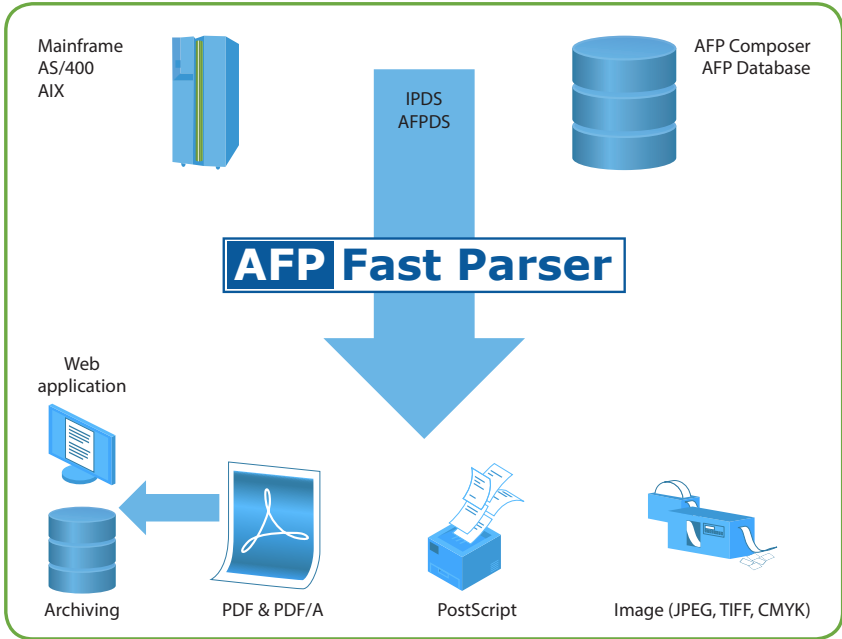 Mainframe
AS/400
AIX
IPDS
AFPDS
AFP Composer
AFP Database
AFP Fast Parser
Web
application
Archiving
PDF & PDF/A
PostScript
Image (JPEG, TIFF, CMYK)